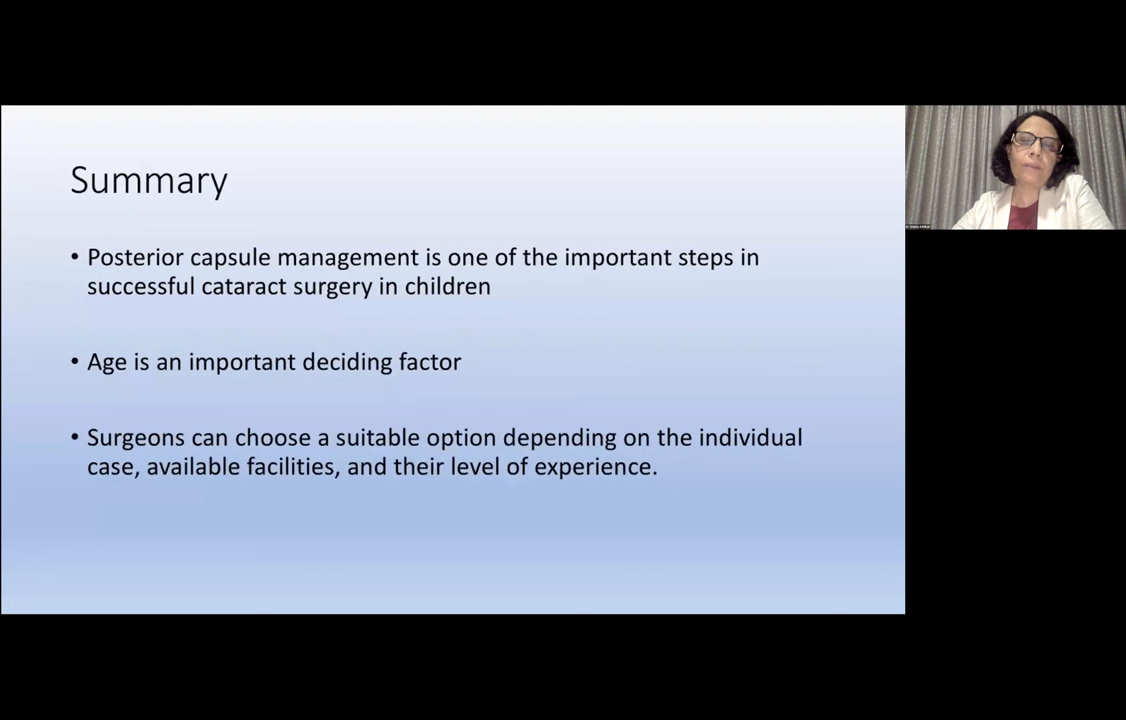 Summary
• Posterior capsule management is one of the important steps in
successful cataract surgery in children
• Age is an important deciding factor
• Surgeons can choose a suitable option depending on the individual
case, available facilities, and their level of experience.